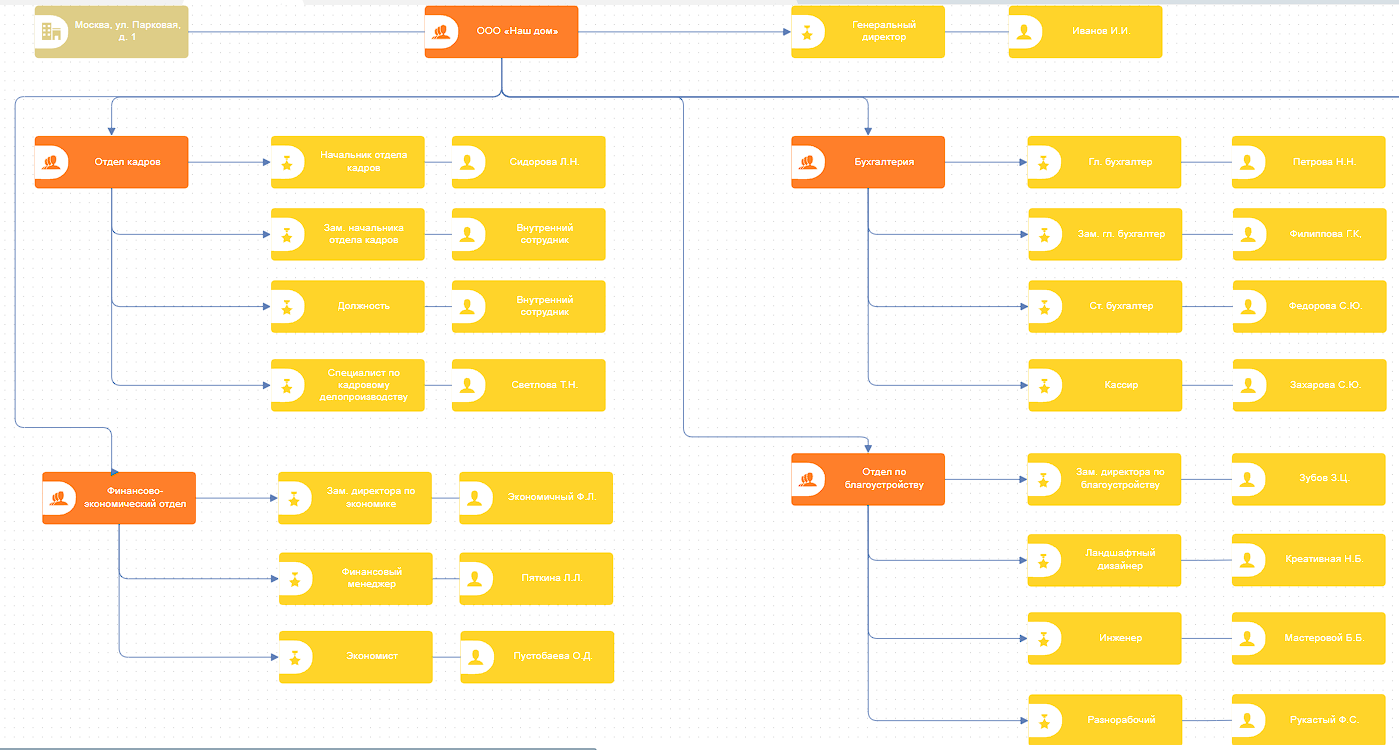 Москва, ул. Парковая,
д. 1
ООО «Наш дом»
Генеральный
директор
Иванов И.И.
Отдел кадров
Начальник отдела
кадров
Сидорова Л.Н.
Зам. начальника
отдела кадров
Внутренний
сотрудник
Должность
Внутренний
сотрудник
Специалист по
кадровому
делопроизводству
Светлова Т.Н.
Бухгалтерия
Гл. бухгалтер
Петрова Н.Н.
Зам. гл. бухгалтер
Филиппова Г.К.
Ст. бухгалтер
Федорова С.Ю.
Кассир
Захарова С.Ю.
Финансово-
экономический отдел
Зам. директора по
экономике
Экономичный Ф.Л.
Финансовый
менеджер
Пяткина Л.Л.
Экономист
Пустобаева О.Д.
Отдел по
благоустройству
Зам. директора по
благоустройству
Зубов З.Ц.
Ландшафтный
дизайнер
Креативная Н.Б.
Инженер
Мастеровой Б.Б.
Разнорабочий
Рукастый Ф.С.